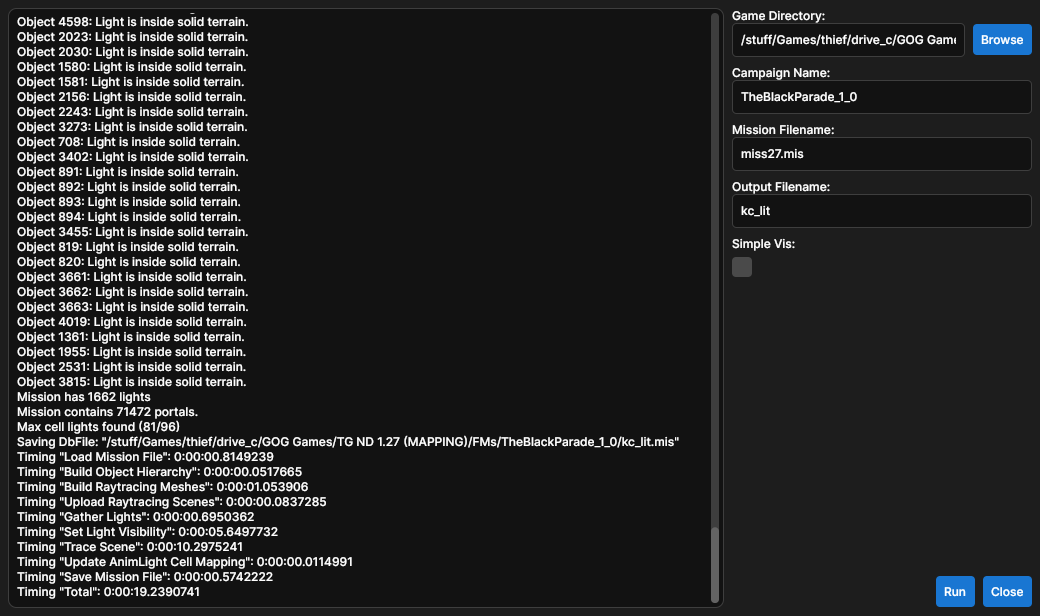 Object 4598: Light is inside solid terrain.
Object 2023: Light is inside solid terrain.
Object 2030: Light is inside solid terrain.
Object 1580: Light is inside solid terrain.
Object 1581: Light is inside solid terrain.
Object 2156: Light is inside solid terrain.
Object 2243: Light is inside solid terrain.
Object 3273: Light is inside solid terrain.
Object 708: Light is inside solid terrain.
Object 3402: Light is inside solid terrain.
Object 891: Light is inside solid terrain.
Object 892: Light is inside solid terrain.
Object 893: Light is inside solid terrain.
Object 894: Light is inside solid terrain.
Object 3455: Light is inside solid terrain.
Object 819: Light is inside solid terrain.
Object 820: Light is inside solid terrain.
Object 3661: Light is inside solid terrain.
Object 3662: Light is inside solid terrain.
Object 3663: Light is inside solid terrain.
Object 4019: Light is inside solid terrain.
Object 1361: Light is inside solid terrain.
Object 1955: Light is inside solid terrain.
Object 2531: Light is inside solid terrain.
Object 3815: Light is inside solid terrain.
Mission has 1662 lights
Mission contains 71472 portals.
Max cell lights found (81/96)
Saving DbFile: "/stuff/Games/thief/drive_c/GOG Games/TG ND 1.27 (MAPPING)/FMs/TheBlackParade_1_0/kc_lit.mis"
Timing "Load Mission File": 0:00:00.8149239
Timing "Build Object Hierarchy": 0:00:00.0517665
Timing "Build Raytracing Meshes": 0:00:01.053906
Timing "Upload Raytracing Scenes": 0:00:00.0837285
Timing "Gather Lights": 0:00:00.6950362
Timing "Set Light Visibility": 0:00:05.6497732
Timing "Trace Scene": 0:00:10.2975241
Timing "Update AnimLight Cell Mapping": 0:00:00.0114991
Timing "Save Mission File": 0:00:00.5742222
Timing "Total": 0:00:19.2390741
Game Directory:
/stuff/Games/thief/drive_c/GOG Game
Browse
Campaign Name:
TheBlackParade_1_0
Mission Filename:
miss27.mis
Output Filename:
kc_lit
Simple Vis:
Run
Close